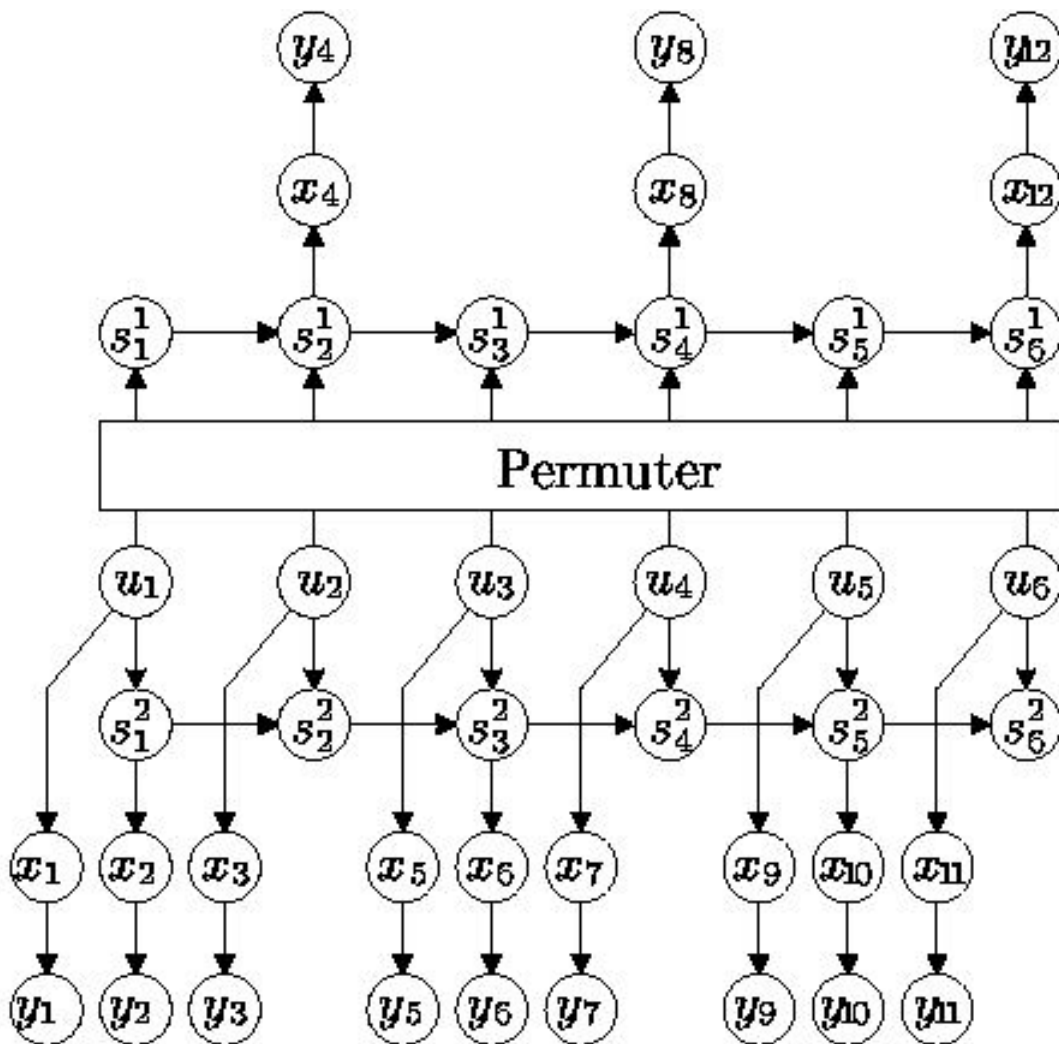 y4 y8 y12
x4 x8 x12
s₁¹ s₂¹ s₃¹ s₄¹ s₅¹ s₆¹
Permuter
u1 u2 u3 u4 u5 u6
s₁² s₂² s₃² s₄² s₅² s₆²
x1 x2 x3 x5 x6 x7 x9 x10 x11
y1 y2 y3 y5 y6 y7 y9 y10 y11